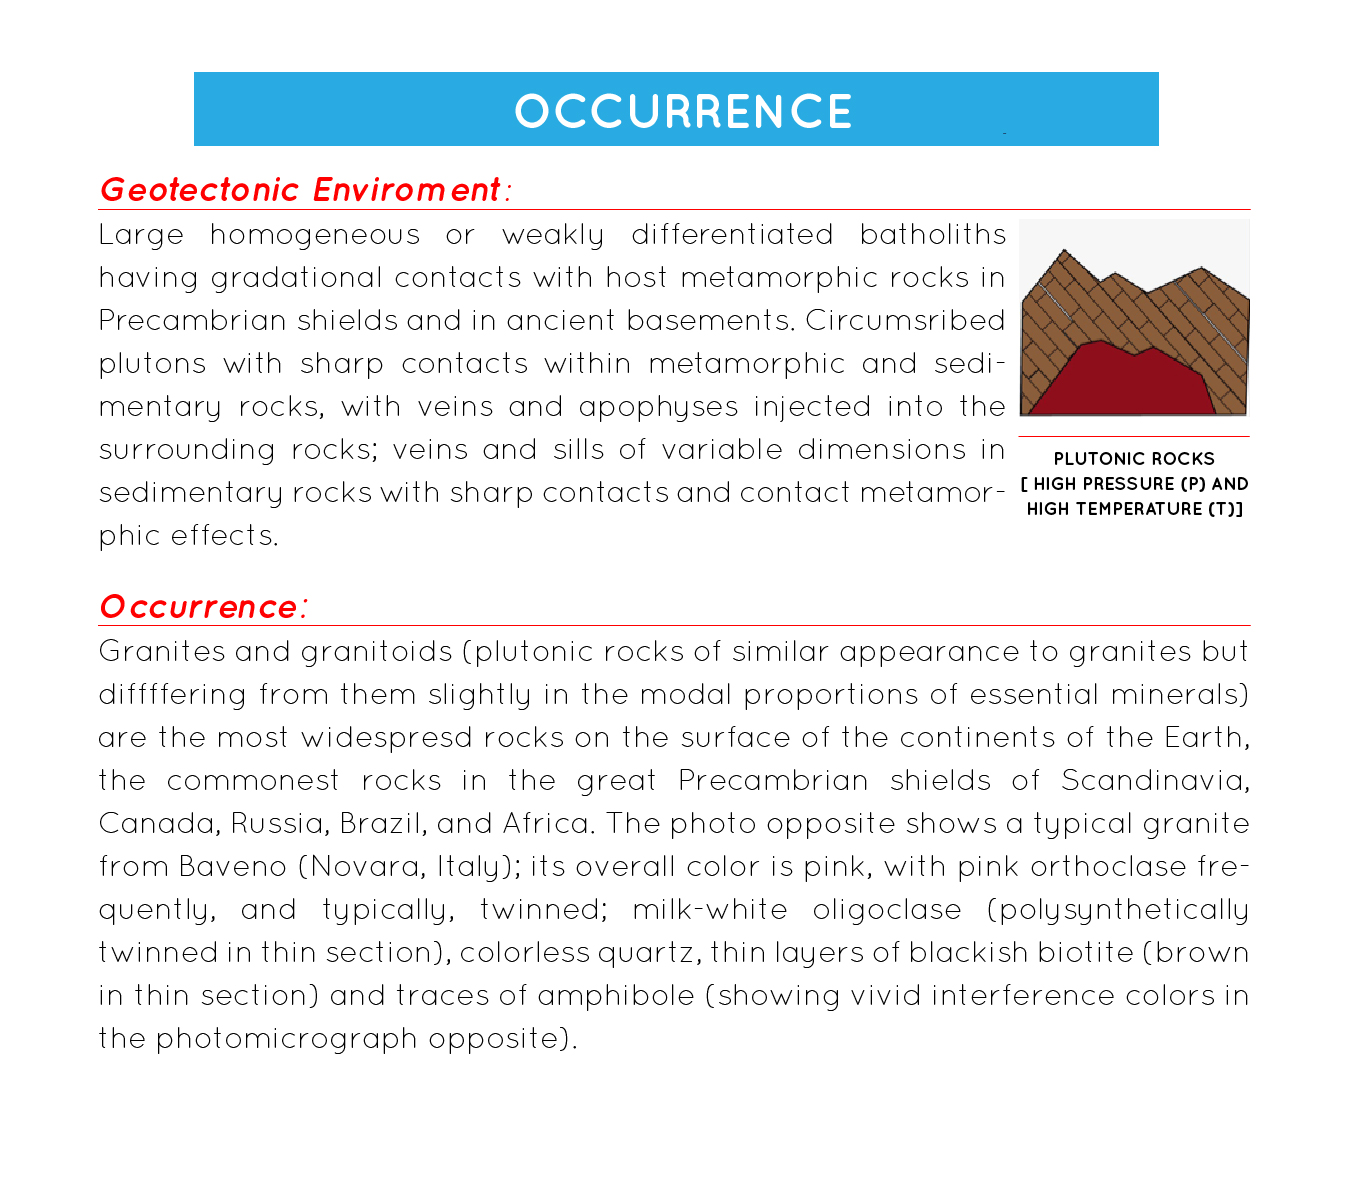 OCCURRENCE
Geotectonic Enviroment:
Large homogeneous or weakly differentiated batholiths
having gradational contacts with host metamorphic rocks in
Precambrian shields and in ancient basements. Circumsribed
plutons with sharp contacts within metamorphic and sedi-
mentary rocks, with veins and apophyses injected into the
surrounding rocks; veins and sills of variable dimensions in
sedimentary rocks with sharp contacts and contact metamor-
phic effects.
PLUTONIC ROCKS
[ HIGH PRESSURE (P) AND
HIGH TEMPERATURE (T)]
Occurrence:
Granites and granitoids (plutonic rocks of similar appearance to granites but
diffffering from them slightly in the modal proportions of essential minerals)
are the most widespresd rocks on the surface of the continents of the Earth,
the commonest rocks in the great Precambrian shields of Scandinavia,
Canada, Russia, Brazil, and Africa. The photo opposite shows a typical granite
from Baveno (Novara, Italy); its overall color is pink, with pink orthoclase fre-
quently, and typically, twinned; milk-white oligoclase (polysynthetically
twinned in thin section), colorless quartz, thin layers of blackish biotite (brown
in thin section) and traces of amphibole (showing vivid interference colors in
the photomicrograph opposite).